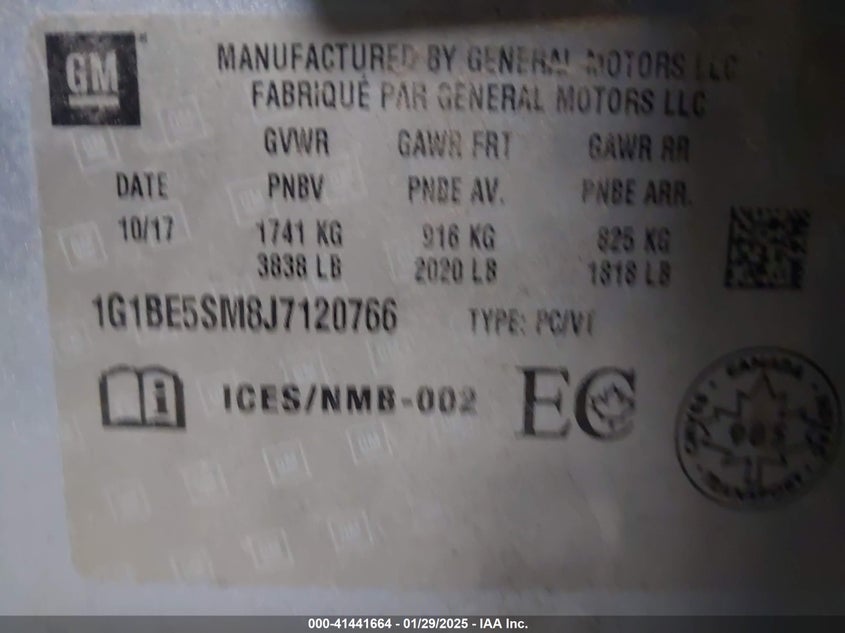 GM
MANUFACTURED BY GENERAL MOTORS LLC
FABRIQUÉ PAR GENERAL MOTORS LLC
GVWR GAWR FRT GAWR RR
DATE PNBV PNBE AV. PNBE ARR.
10/17 1741 KG 916 KG 825 KG
3838 LB 2020 LB 1818 LB
1G1BE5SM8J7120766 TYPE: PC/VT
i ICES/NMB-002 EC
CANADA
TRANSPORT
000-41441664 - 01/29/2025 - IAA Inc.